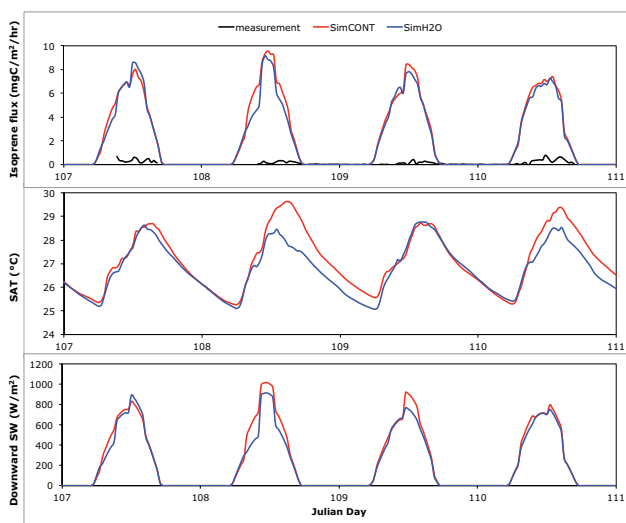 measurement SimCONT SimH2O
Isoprene flux (mgC/m²/hr)
10
8
6
4
2
0
107 108 109 110 111
SAT (°C)
30
29
28
27
26
25
24
107 108 109 110 111
Downward SW (W/m²)
1200
1000
800
600
400
200
0
107 108 109 110 111
Julian Day